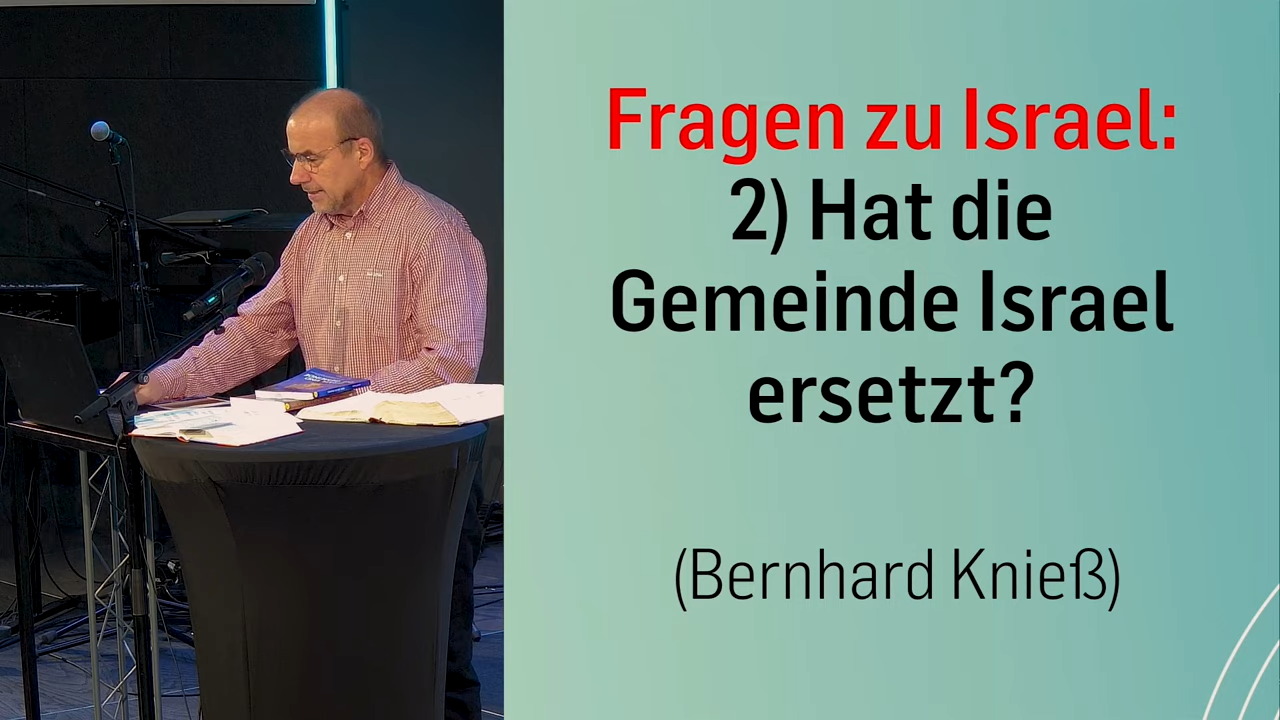 Fragen zu Israel:
2) Hat die
Gemeinde Israel
ersetzt?
(Bernhard Knieß)